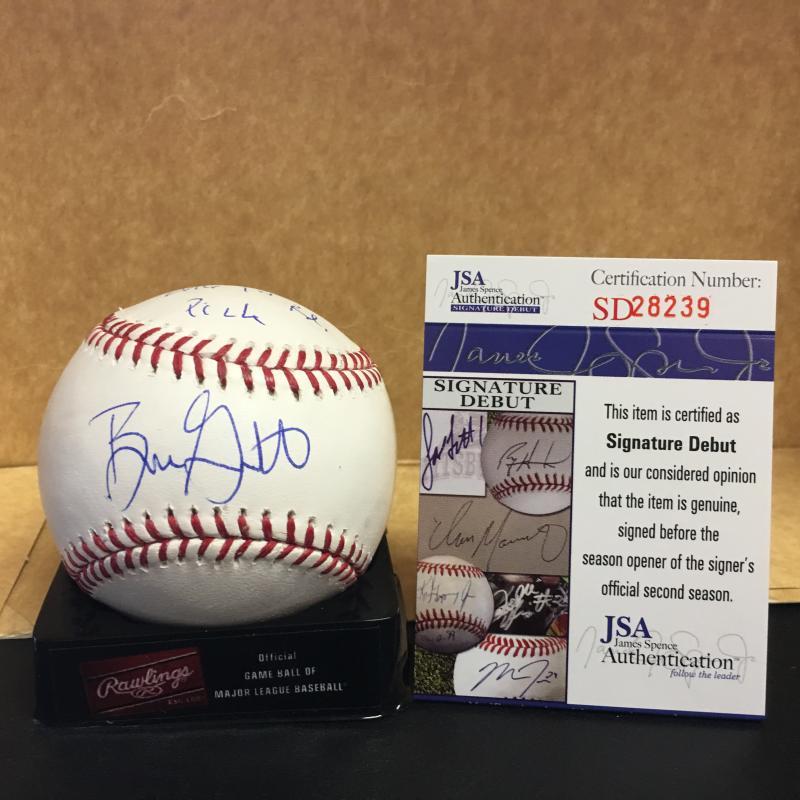 Rawlings
Official
GAME BALL OF
MAJOR LEAGUE BASEBALL
JSA
James Spence
Authentication™
SIGNATURE DEBUT
Certification Number:
SD28239
SIGNATURE
DEBUT
This item is certified as
Signature Debut
and is our considered opinion
that the item is genuine,
signed before the
season opener of the signer's
official second season.
JSA
James Spence
Authentication™
follow the leader